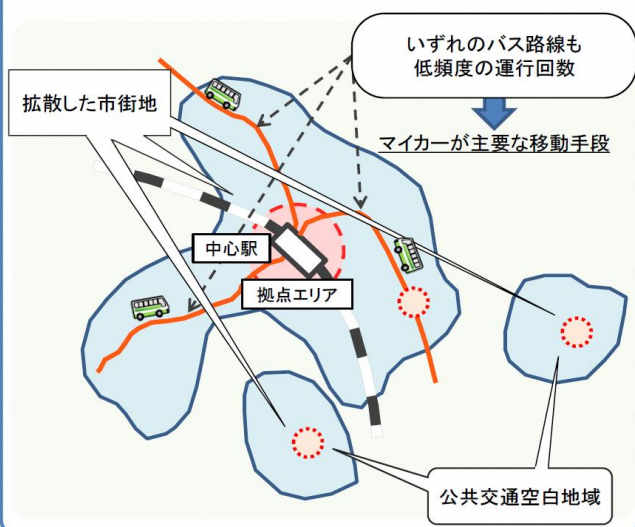 いずれのバス路線も
低頻度の運行回数
拡散した市街地
マイカーが主要な移動手段
中心駅
拠点エリア
公共交通空白地域